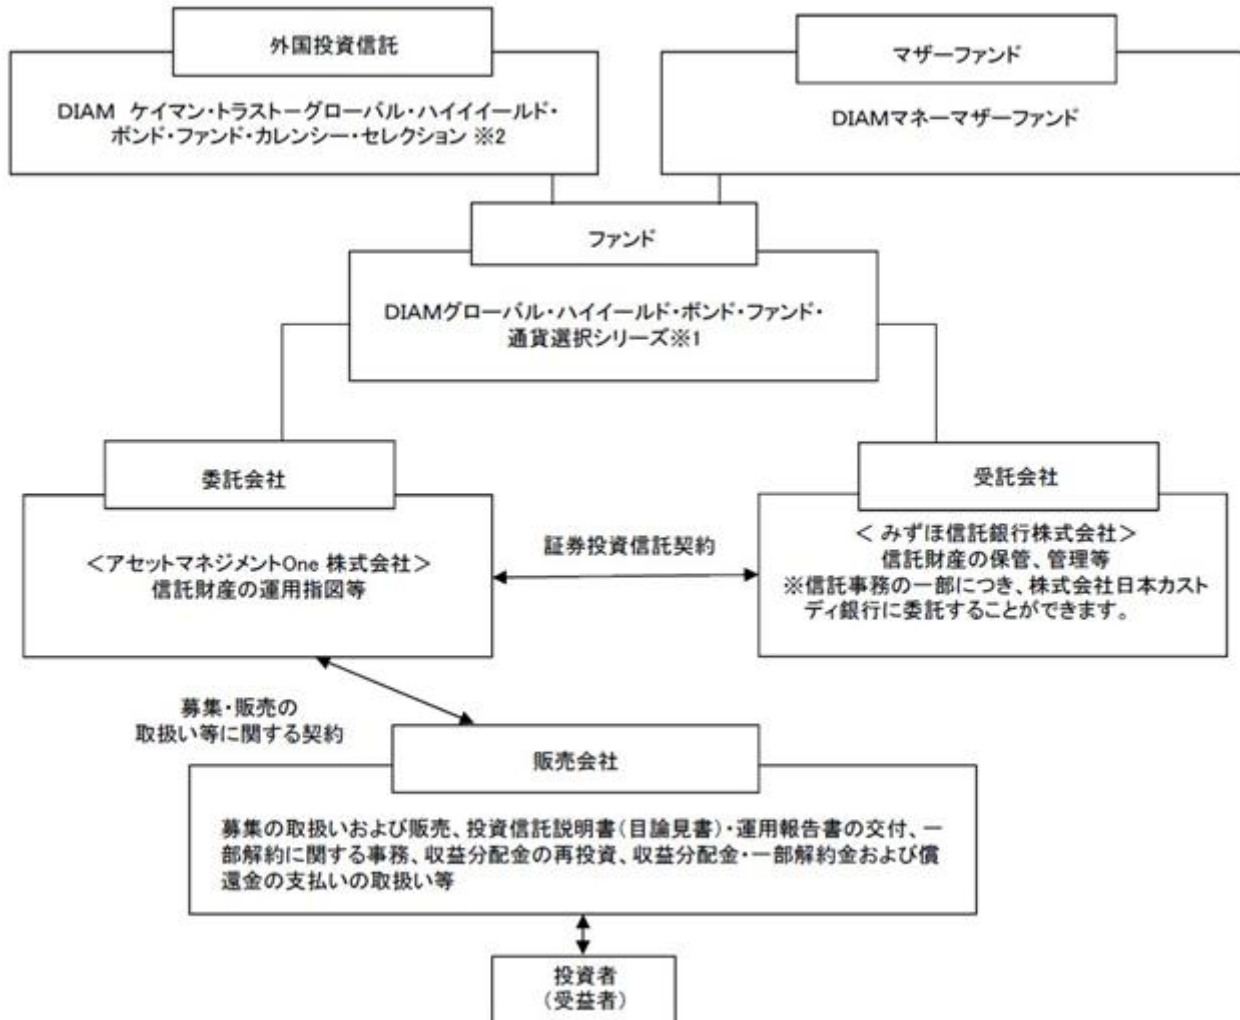 外国投資信託
DIAM ケイマン・トラスト－グローバル・ハイイイールド・
ボンド・ファンド・カレンシー・セレクション ※2
マザーファンド
DIAMマネーマザーファンド
ファンド
DIAMグローバル・ハイイールド・ボンド・ファンド・
通貨選択シリーズ※1
委託会社
＜アセットマネジメントOne 株式会社＞
信託財産の運用指図等
証券投資信託契約
受託会社
＜ みずほ信託銀行株式会社＞
信託財産の保管、管理等
※信託事務の一部につき、株式会社日本カスト
ディ銀行に委託することができます。
募集・販売の
取扱い等に関する契約
販売会社
募集の取扱いおよび販売、投資信託説明書（目論見書）・運用報告書の交付、一
部解約に関する事務、収益分配金の再投資、収益分配金・一部解約金および償
還金の支払いの取扱い等
投資者
（受益者）